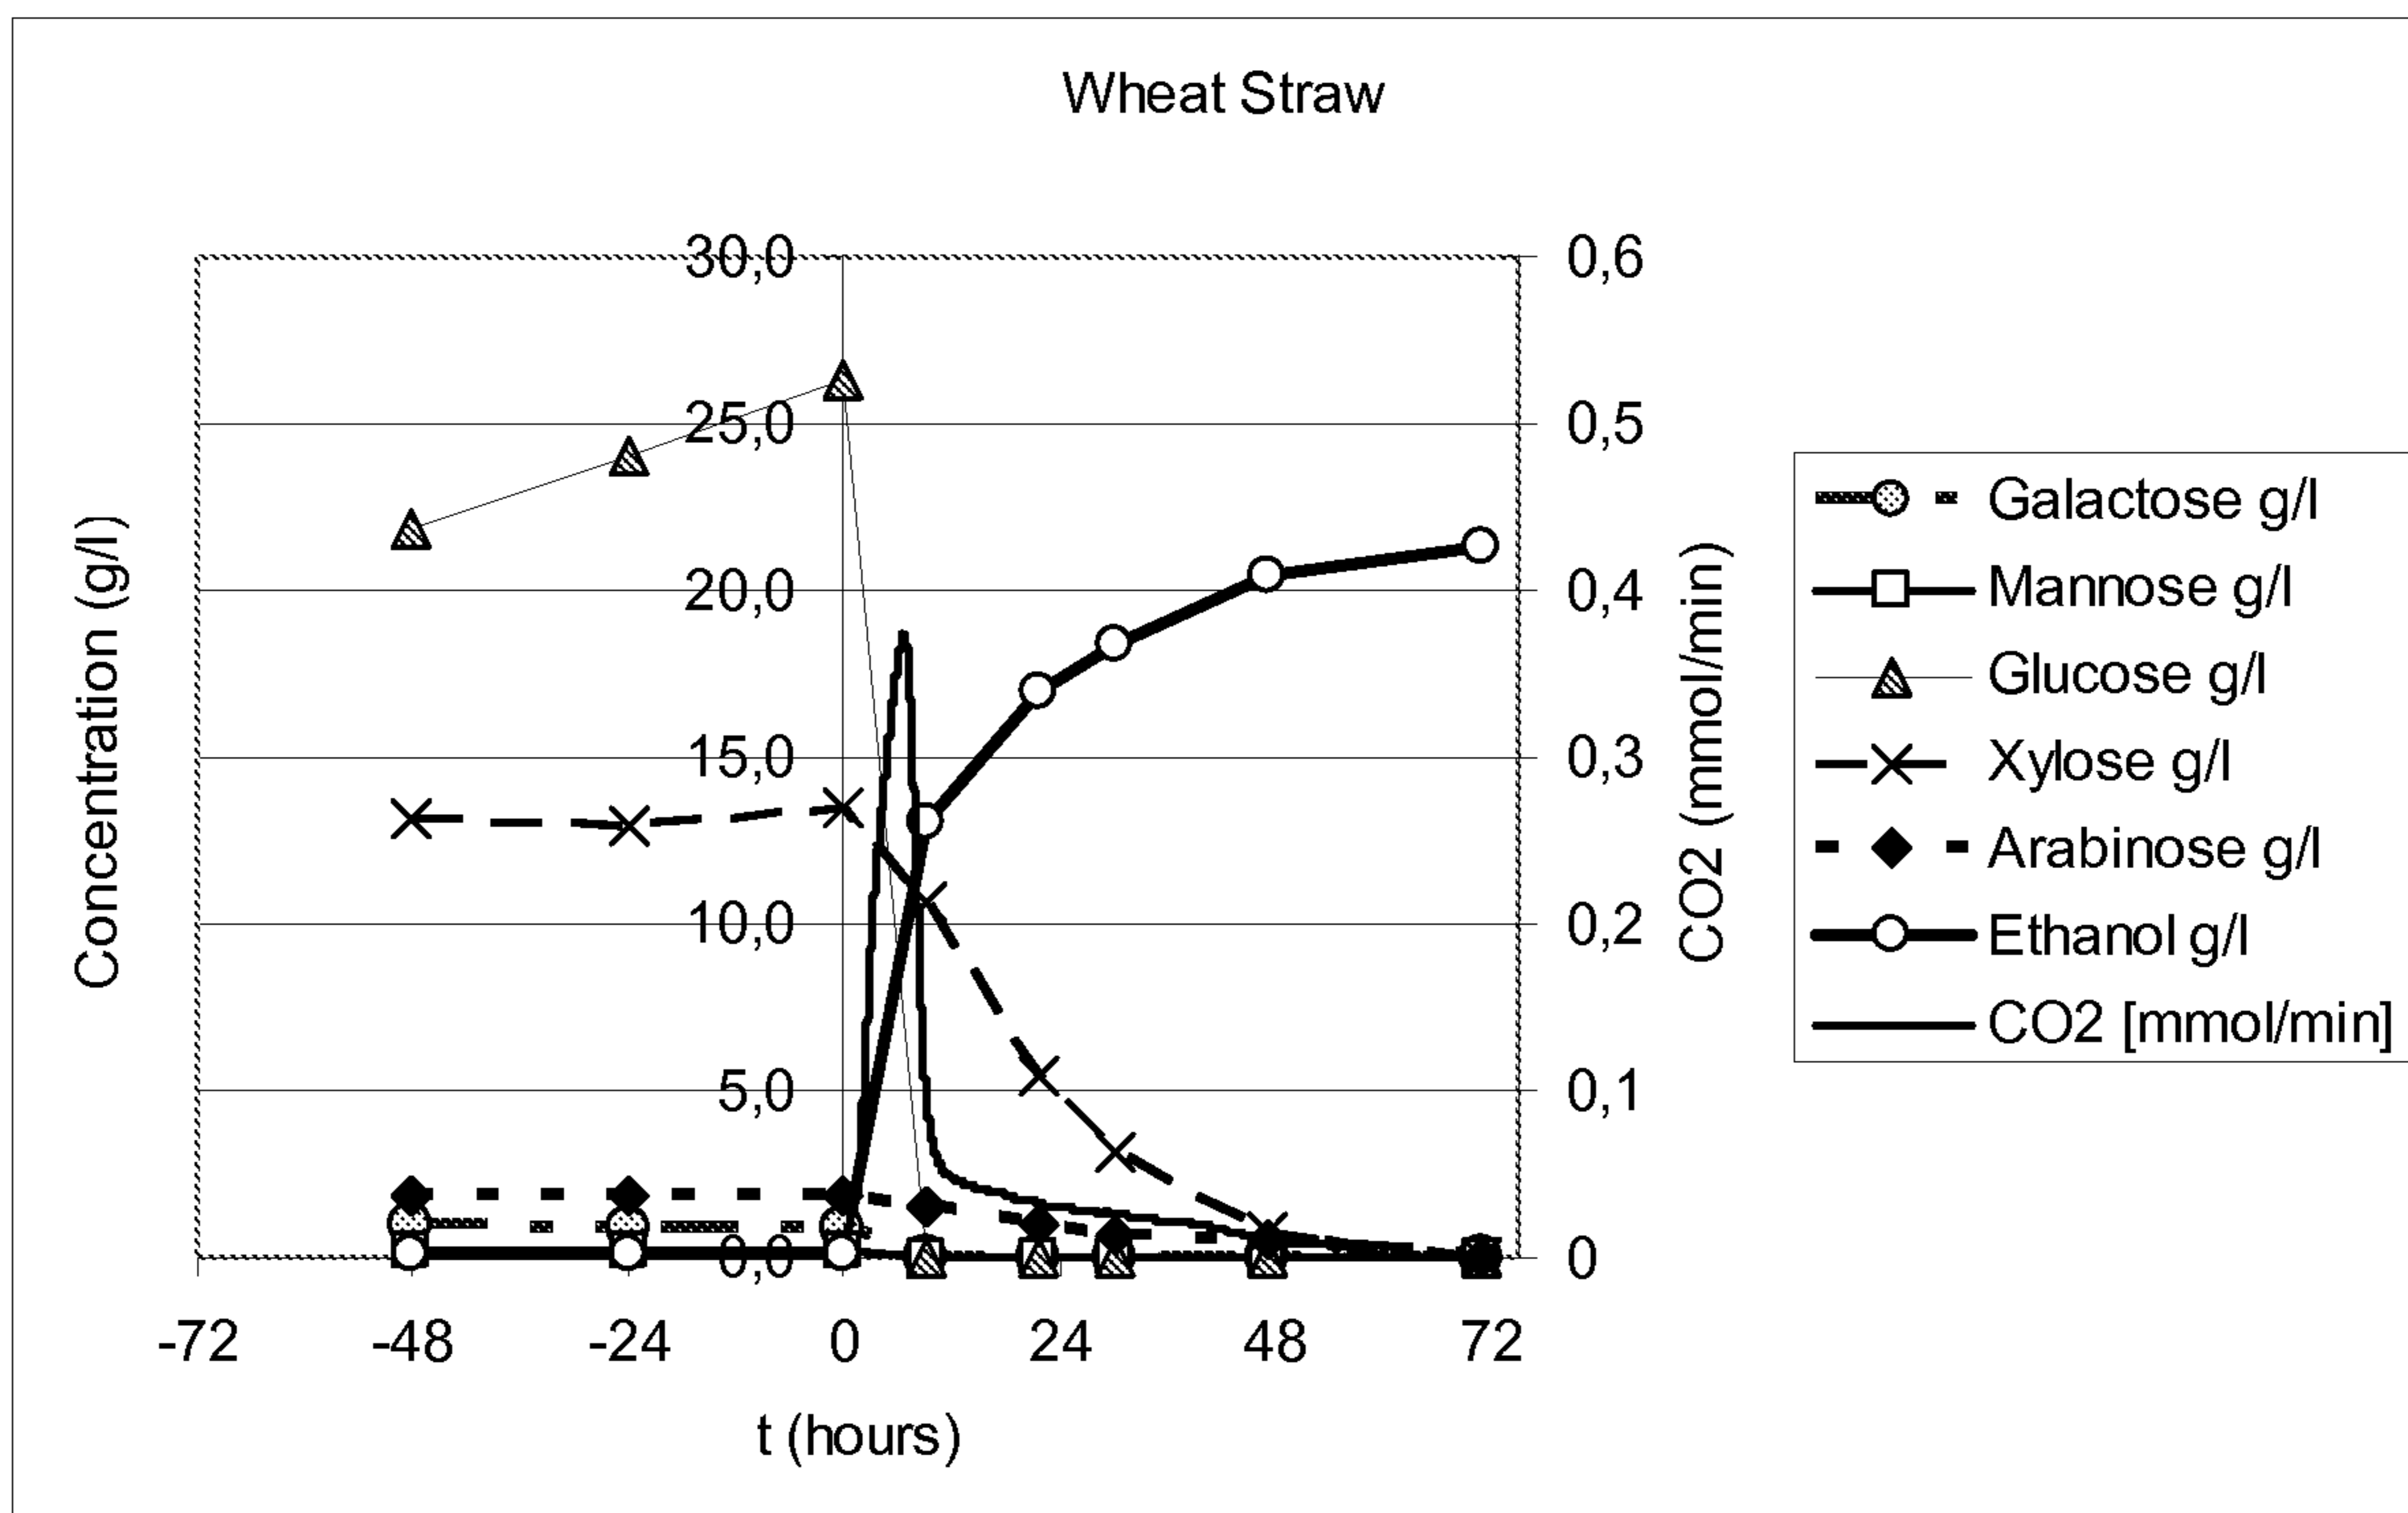 Wheat Straw
Concentration (g/l)
30,0
25,0
20,0
15,0
10,0
5,0
0,0
0,6
0,5
0,4
0,3
0,2
0,1
0
CO2 (mmol/min )
-72 -48 -24 0 24 48 72
t (hours)
Galactose g/l
Mannose g/l
Glucose g/l
Xylose g/l
Arabinose g/l
Ethanol g/l
CO2 [mmol/min]